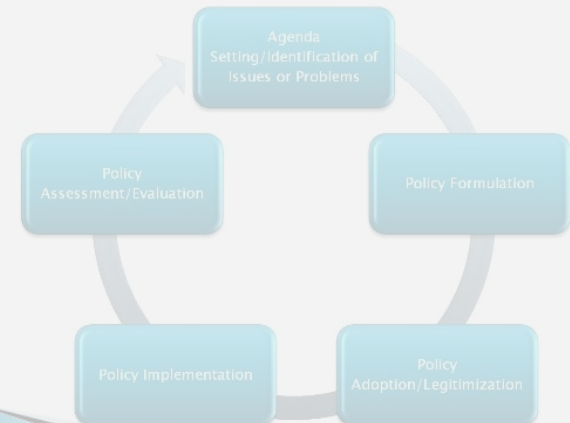 Agenda
Setting/Identification of
Issues or Problems
Policy Formulation
Policy
Adoption/Legitimization
Policy Implementation
Policy
Assessment/Evaluation